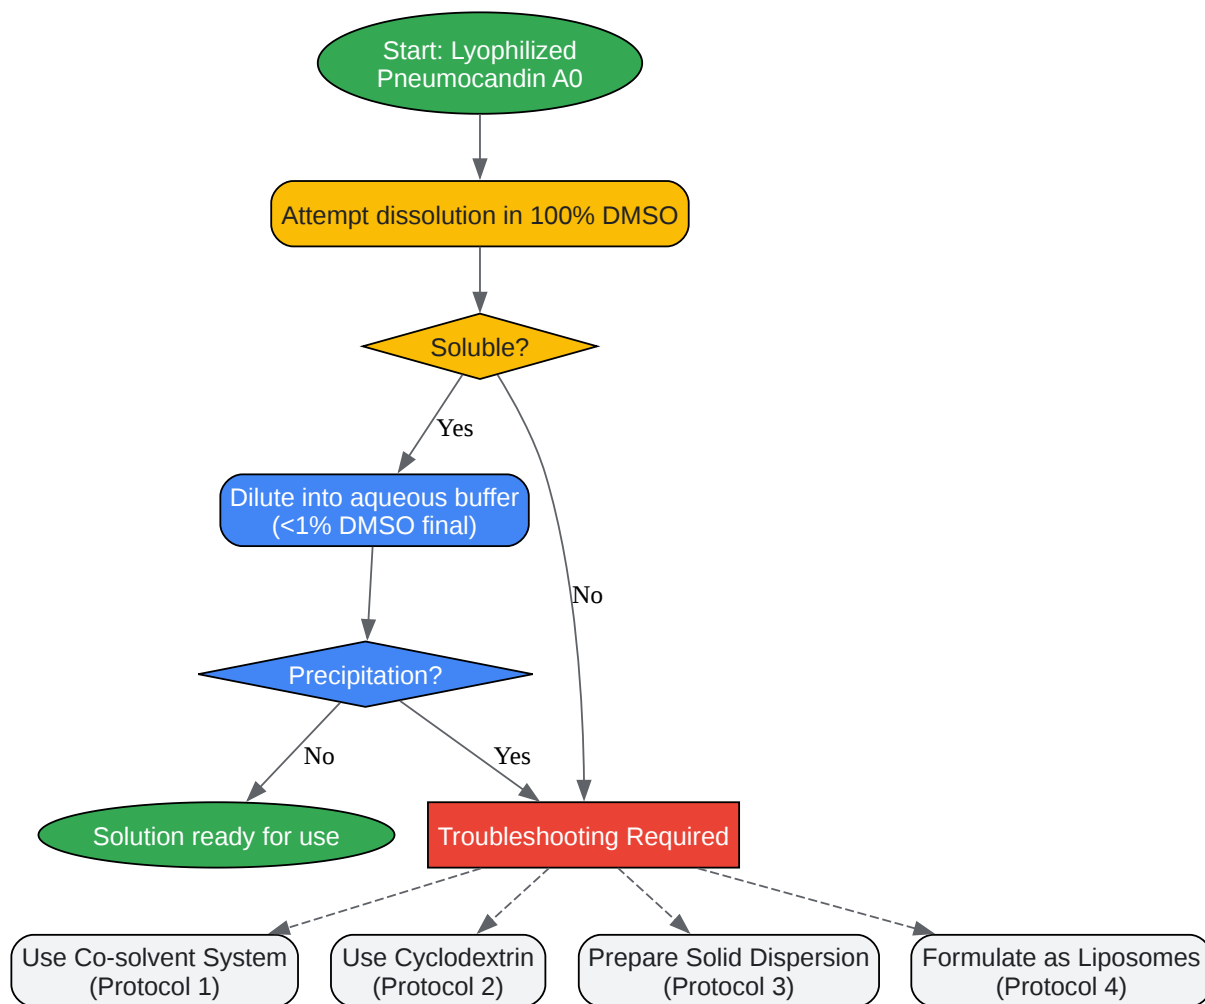 Start: Lyophilized
Pneumocandin A0
Attempt dissolution in 100% DMSO
Soluble?
Yes
Dilute into aqueous buffer
(<1% DMSO final)
No
Precipitation?
No
Yes
Solution ready for use
Troubleshooting Required
Use Co-solvent System
(Protocol 1)
Use Cyclodextrin
(Protocol 2)
Prepare Solid Dispersion
(Protocol 3)
Formulate as Liposomes
(Protocol 4)